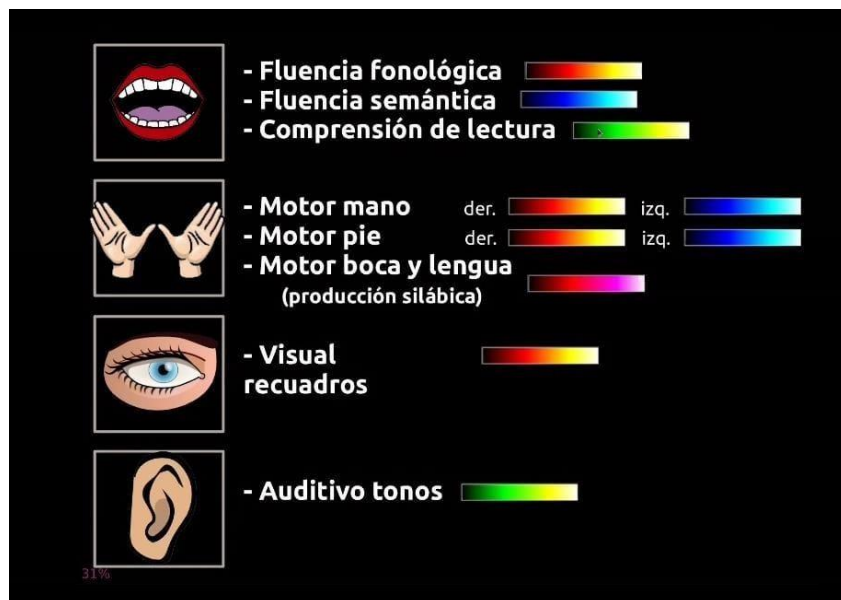 - Fluencia fonológica
- Fluencia semántica
- Comprensión de lectura
- Motor mano der. izq.
- Motor pie der. izq.
- Motor boca y lengua
(producción silábica)
- Visual
recuadros
- Auditivo tonos
31%